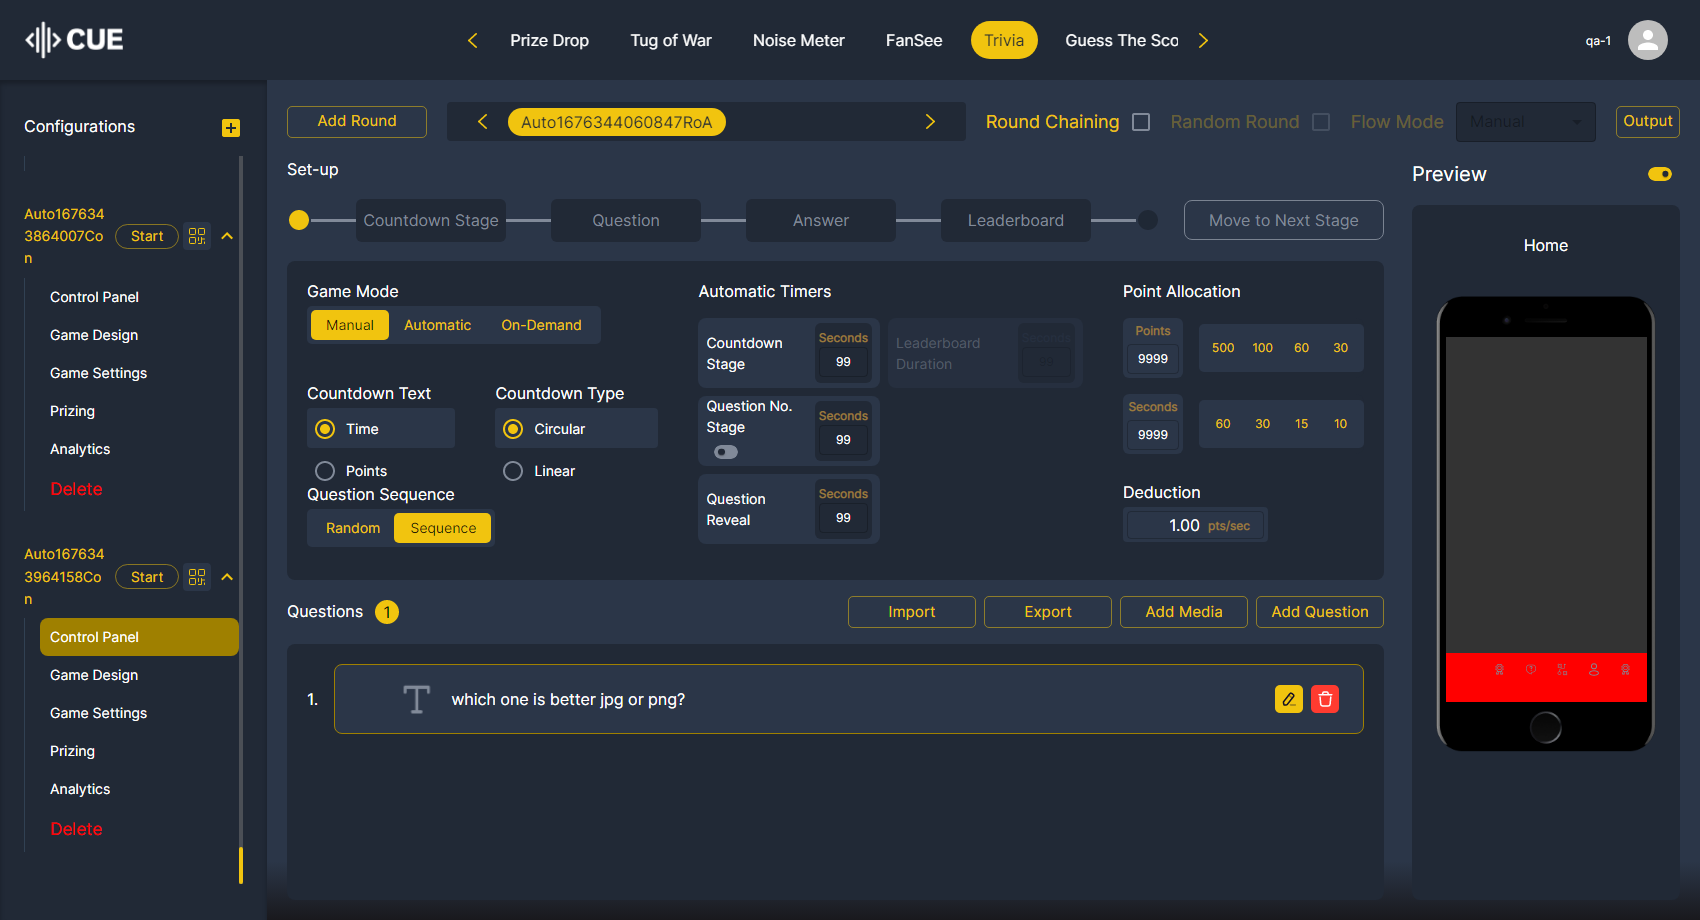 CUE
Prize Drop
Tug of War
Noise Meter
FanSee
Trivia
Guess The Sco
qa-1
Configurations
Auto167634
3864007Co
n
Start
Control Panel
Game Design
Game Settings
Prizing
Analytics
Delete
Auto167634
3964158Co
n
Start
Control Panel
Game Design
Game Settings
Prizing
Analytics
Delete
Add Round
Auto1676344060847RoA
Round Chaining
Random Round
Flow Mode
Manual
Output
Set-up
Countdown Stage
Question
Answer
Leaderboard
Move to Next Stage
Game Mode
Manual
Automatic
On-Demand
Countdown Text
Time
Points
Countdown Type
Circular
Linear
Question Sequence
Random
Sequence
Automatic Timers
Countdown
Stage
Seconds
99
Leaderboard
Duration
Seconds
Question No.
Stage
Seconds
99
Question
Reveal
Seconds
99
Point Allocation
Points
9999
500 100 60 30
Seconds
9999
60 30 15 10
Deduction
1.00 pts/sec
Questions 1
Import
Export
Add Media
Add Question
1.
which one is better jpg or png?
Preview
Home